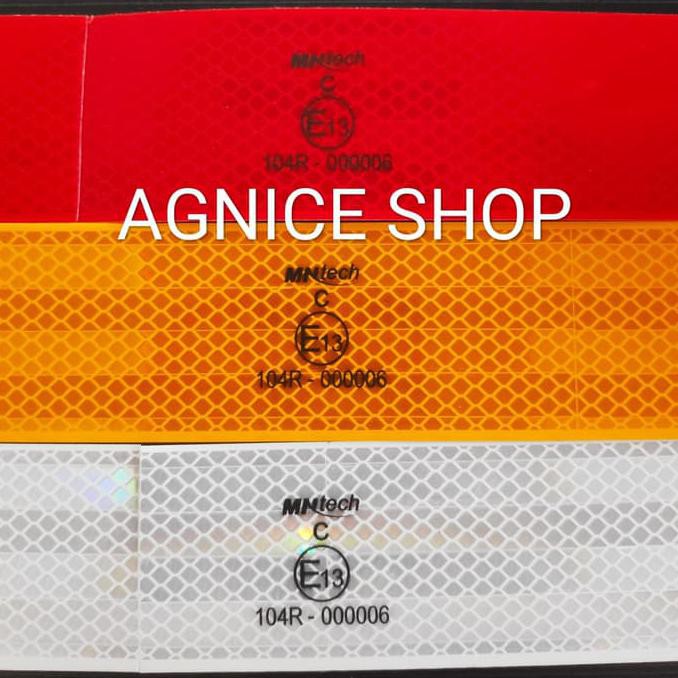 MNtech
C
E13
104R - 000006
AGNICE SHOP
MNtech
C
E13
104R - 000006
MNtech
C
E13
104R - 000006